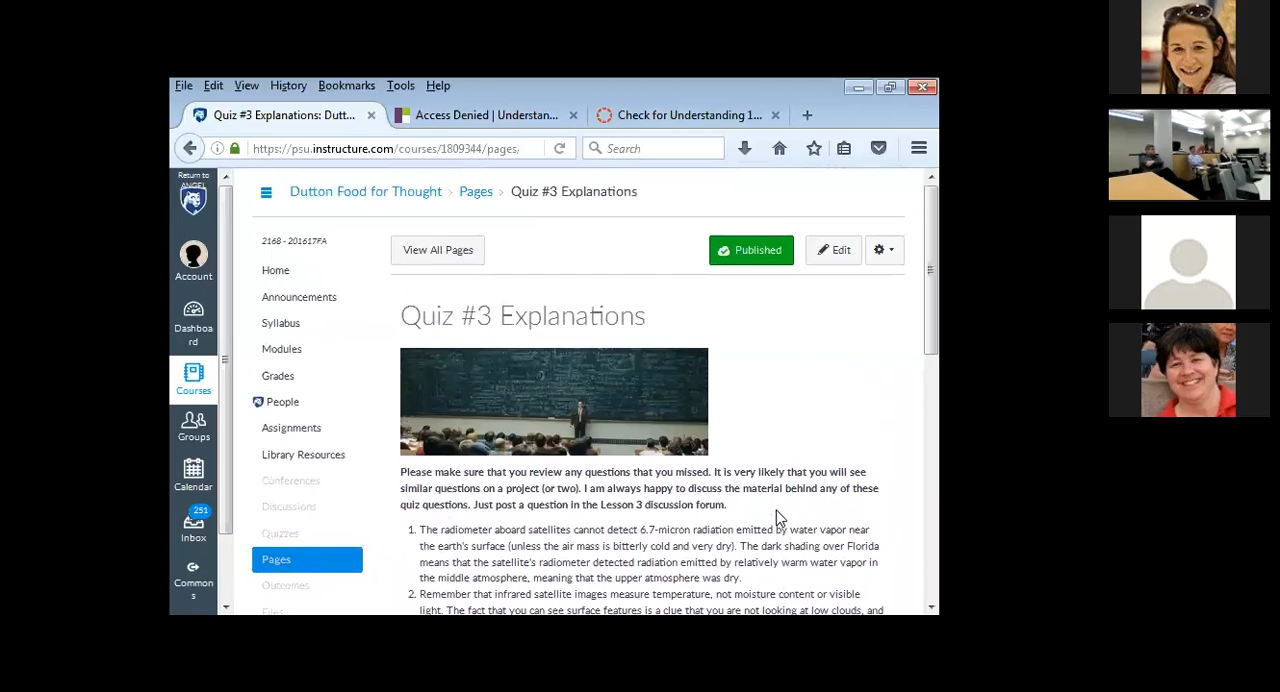 File Edit View History Bookmarks Tools Help
Quiz #3 Explanations: Dutt... Access Denied | Understan... Check for Understanding 1...
https://psu.instructure.com/courses/1809344/pages, Search
Return to
ANGEL
Account
Dashboa
rd
Courses
Groups
Calendar
251
Inbox
Common
s
Dutton Food for Thought > Pages > Quiz #3 Explanations
2168 - 201617FA
Home
Announcements
Syllabus
Modules
Grades
People
Assignments
Library Resources
Conferences
Discussions
Quizzes
Pages
Outcomes
Files
View All Pages Published Edit
Quiz #3 Explanations
Please make sure that you review any questions that you missed. It is very likely that you will see
similar questions on a project (or two). I am always happy to discuss the material behind any of these
quiz questions. Just post a question in the Lesson 3 discussion forum.
1. The radiometer aboard satellites cannot detect 6.7-micron radiation emitted by water vapor near
the earth's surface (unless the air mass is bitterly cold and very dry). The dark shading over Florida
means that the satellite's radiometer detected radiation emitted by relatively warm water vapor in
the middle atmosphere, meaning that the upper atmosphere was dry.
2. Remember that infrared satellite images measure temperature, not moisture content or visible
light. The fact that you can see surface features is a clue that you are not looking at low clouds, and